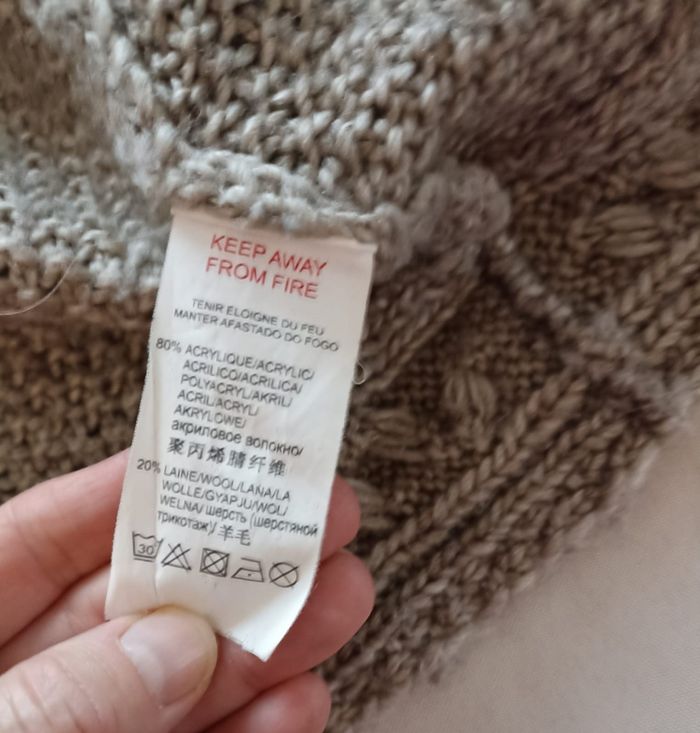 KEEP AWAY
FROM FIRE
TENIR ELOIGNE DU FEU
MANTER AFASTADO DO FOGO
80% ACRYLIQUE/ACRYLIC/
ACRILICO/ACRILICA/
POLYACRYL/AKRIL/
ACRIL/ACRYL/
AKRYLOWE/
акриловое волокно/
聚丙烯腈纤维
20% LAINE/WOOL/LANA/LA
WOLLE/GYAPJU/WOL/
WELNA/ шерсть (шерстяной
трикотаж)/ 羊毛
30